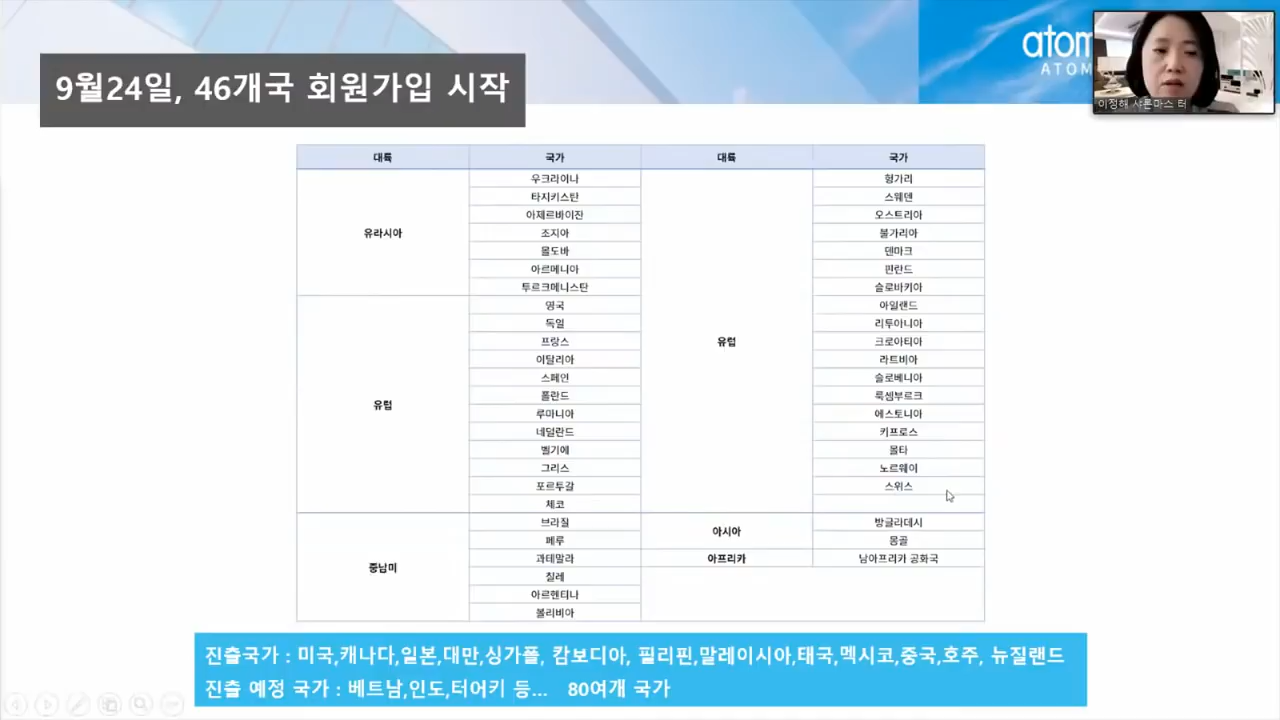 9월24일, 46개국 회원가입 시작
atom
ATOM
이정해 샤론마스 터
대륙 국가 대륙 국가
유라시아
우크라이나
타지키스탄
아제르바이잔
조지아
몰도바
아르메니아
투르크메니스탄
유럽
영국
독일
프랑스
이탈리아
스페인
폴란드
루마니아
네덜란드
벨기에
그리스
포르투갈
체코
중남미
브라질
페루
과테말라
칠레
아르헨티나
볼리비아
유럽
헝가리
스웨덴
오스트리아
불가리아
덴마크
핀란드
슬로바키아
아일랜드
리투아니아
크로아티아
라트비아
슬로베니아
룩셈부르크
에스토니아
키프로스
몰타
노르웨이
스위스
아시아
방글라데시
몽골
아프리카 남아프리카 공화국
진출국가 : 미국,캐나다,일본,대만,싱가폴, 캄보디아, 필리핀,말레이시아,태국,멕시코,중국,호주, 뉴질랜드
진출 예정 국가 : 베트남,인도,터어키 등... 80여개 국가